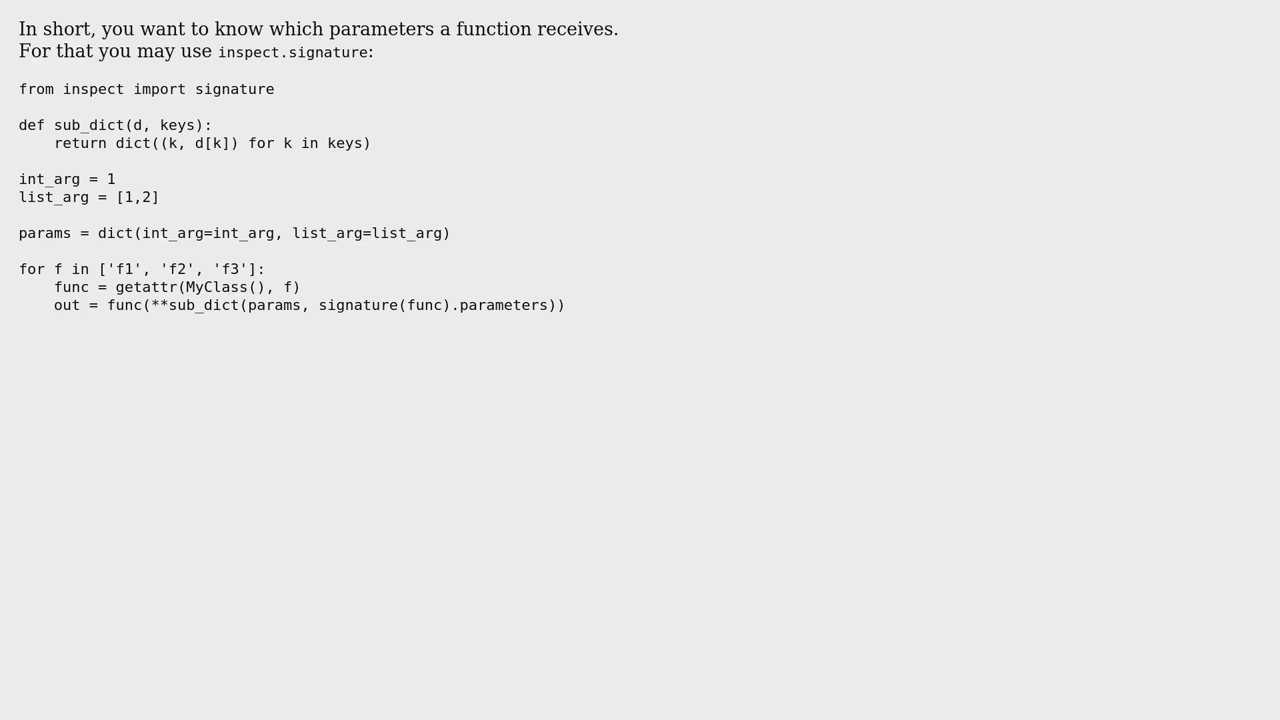 In short, you want to know which parameters a function receives.
For that you may use inspect.signature:
from inspect import signature
def sub_dict(d, keys):
    return dict((k, d[k]) for k in keys)
int_arg = 1
list_arg = [1,2]
params = dict(int_arg=int_arg, list_arg=list_arg)
for f in ['f1', 'f2', 'f3']:
    func = getattr(MyClass(), f)
    out = func(**sub_dict(params, signature(func).parameters))